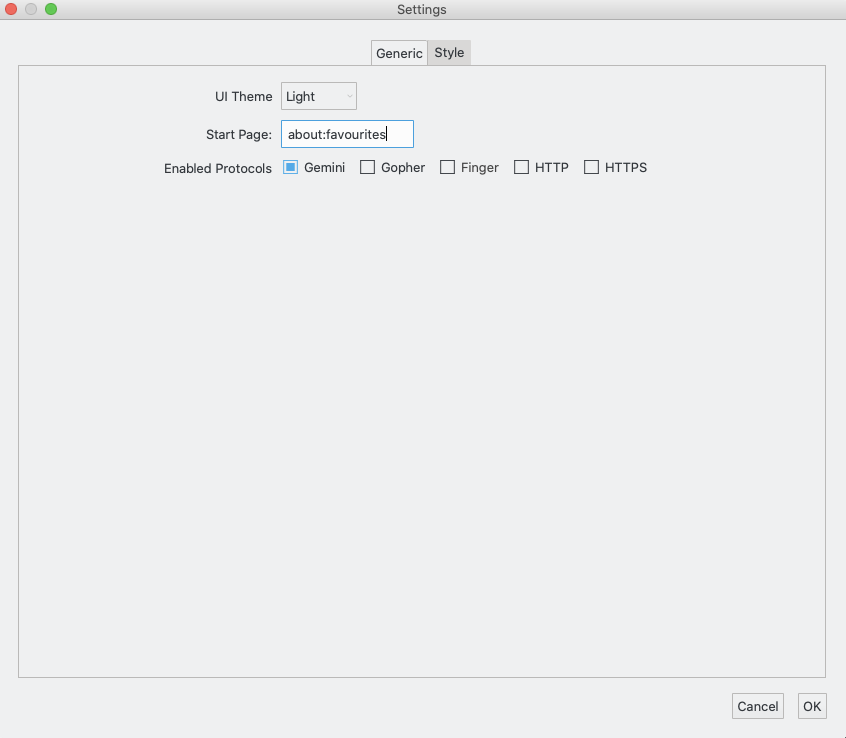 Settings
Generic Style
UI Theme Light
Start Page: about:favourites
Enabled Protocols Gemini Gopher Finger HTTP HTTPS
Cancel OK